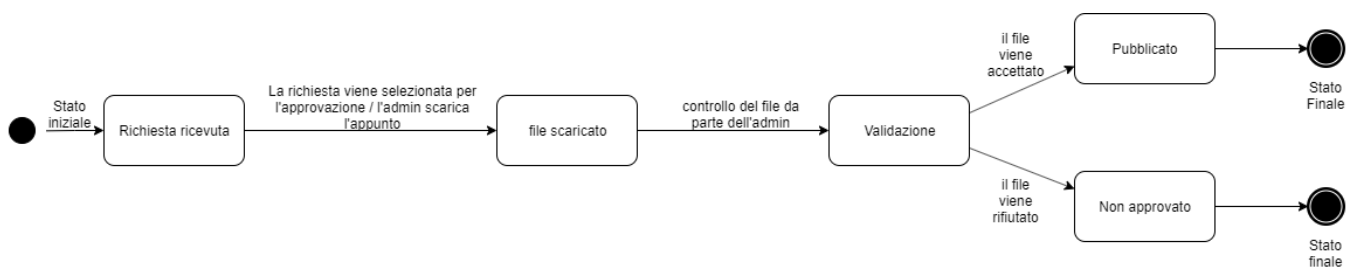 Stato
iniziale
Richiesta ricevuta
La richiesta viene selezionata per
l'approvazione / l'admin scarica
l'appunto
file scaricato
controllo del file da
parte dell'admin
Validazione
il file
viene
accettato
Pubblicato
Stato
Finale
il file
viene
rifiutato
Non approvato
Stato
finale